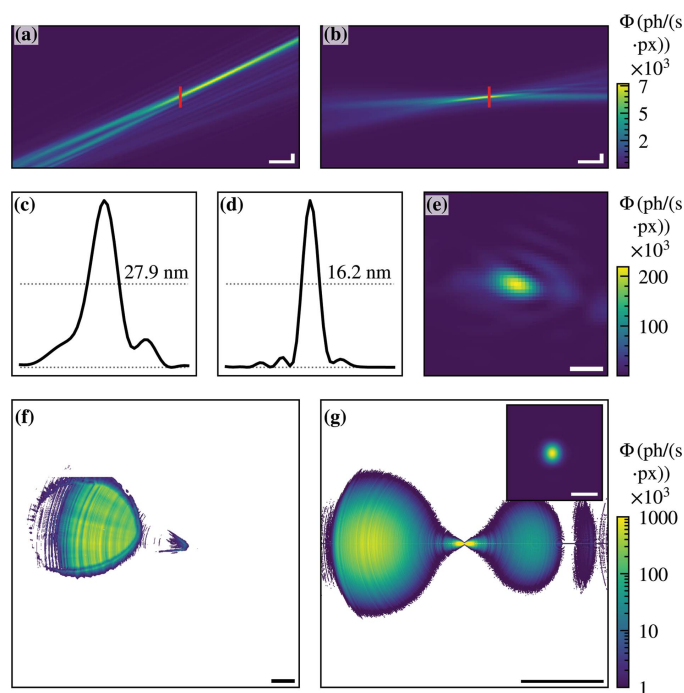 (a)
(b)
Φ (ph/(s
·px))
×10³
7
5
2
(c)
27.9 nm
(d)
16.2 nm
(e)
Φ (ph/(s
·px))
200
100
(f)
(g)
Φ (ph/(s
·px))
×10³
1000
100
10
1